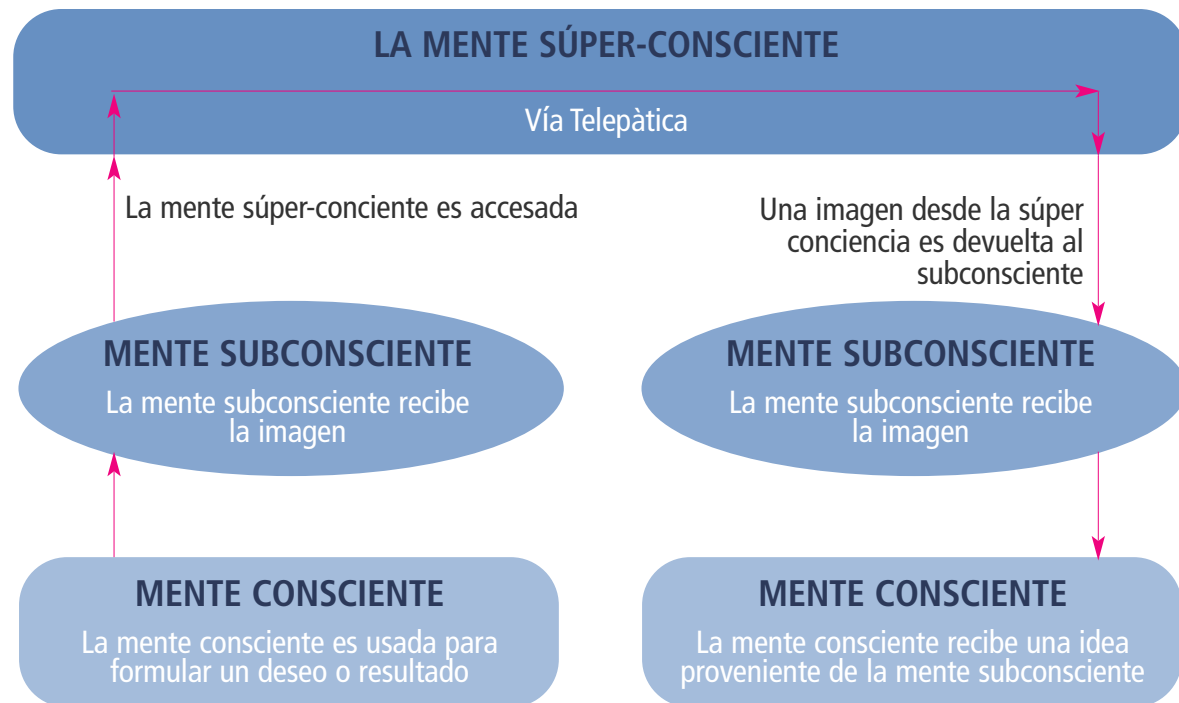 LA MENTE SÚPER-CONSCIENTE
Vía Telepàtica
La mente súper-conciente es accesada
Una imagen desde la súper
conciencia es devuelta al
subconsciente
MENTE SUBCONSCIENTE
La mente subconsciente recibe
la imagen
MENTE SUBCONSCIENTE
La mente subconsciente recibe
la imagen
MENTE CONSCIENTE
La mente consciente es usada para
formular un deseo o resultado
MENTE CONSCIENTE
La mente consciente recibe una idea
proveniente de la mente subconsciente